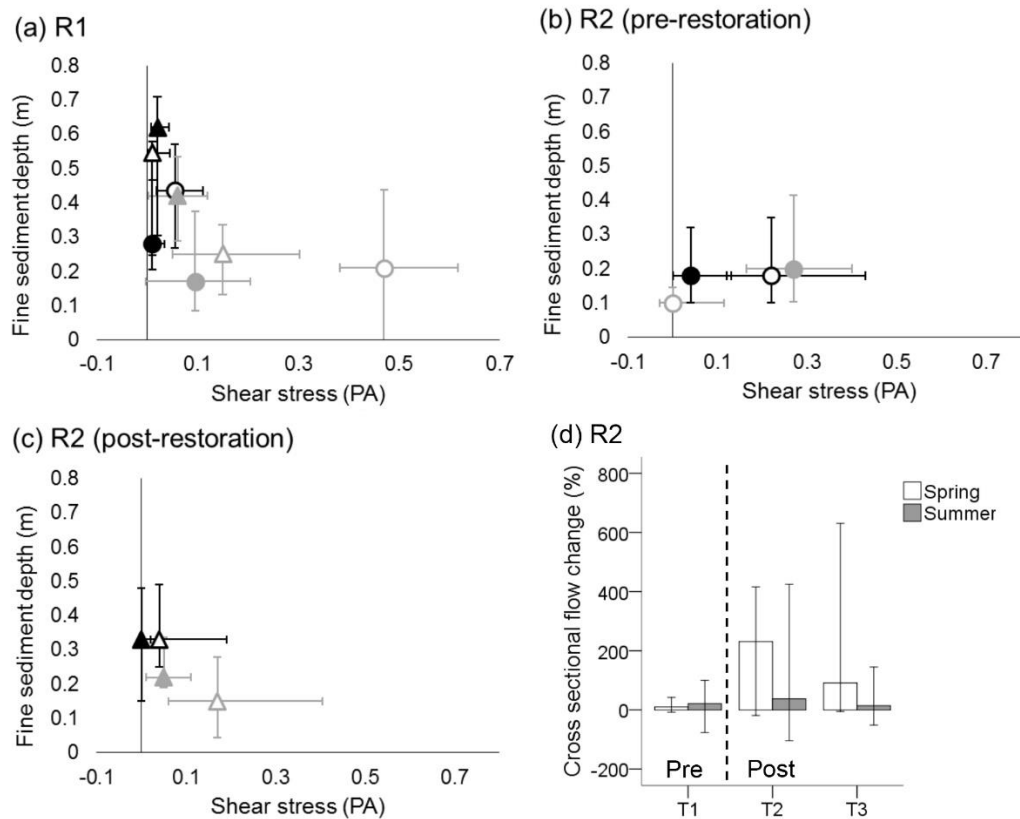 (a) R1
Fine sediment depth (m)
0.8
0.7
0.6
0.5
0.4
0.3
0.2
0.1
0
-0.1
0.1
0.3
0.5
0.7
Shear stress (PA)
(b) R2 (pre-restoration)
Fine sediment depth (m)
0.8
0.7
0.6
0.5
0.4
0.3
0.2
0.1
0
-0.1
0.1
0.3
0.5
0.7
Shear stress (PA)
(c) R2 (post-restoration)
Fine sediment depth (m)
0.8
0.7
0.6
0.5
0.4
0.3
0.2
0.1
0
-0.1
0.1
0.3
0.5
0.7
Shear stress (PA)
(d) R2
Cross sectional flow change (%)
800
600
400
200
0
-200
Pre
Post
T1
T2
T3
Spring
Summer